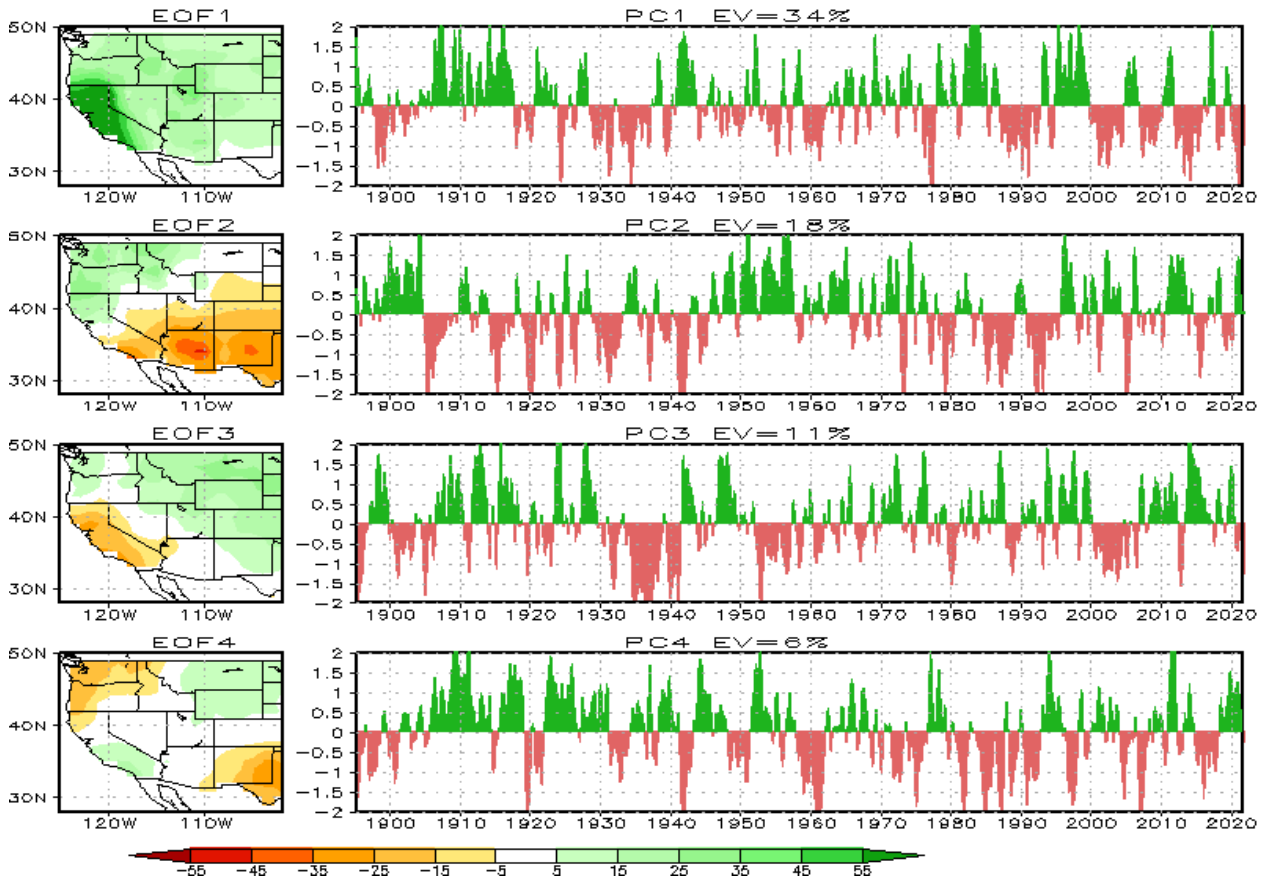 EOF1 PC1 EV=34%
50N 2
1.5
1
40N 0.5
0
-0.5
-1
30N -1.5
-2
120W 110W 1900 1910 1920 1930 1940 1950 1960 1970 1980 1990 2000 2010 2020
EOF2 PC2 EV=18%
50N 2
1.5
1
40N 0.5
0
-0.5
-1
30N -1.5
-2
120W 110W 1900 1910 1920 1930 1940 1950 1960 1970 1980 1990 2000 2010 2020
EOF3 PC3 EV=11%
50N 2
1.5
1
40N 0.5
0
-0.5
-1
30N -1.5
-2
120W 110W 1900 1910 1920 1930 1940 1950 1960 1970 1980 1990 2000 2010 2020
EOF4 PC4 EV=6%
50N 2
1.5
1
40N 0.5
0
-0.5
-1
30N -1.5
-2
120W 110W 1900 1910 1920 1930 1940 1950 1960 1970 1980 1990 2000 2010 2020
-55 -45 -35 -25 -15 -5 5 15 25 35 45 55